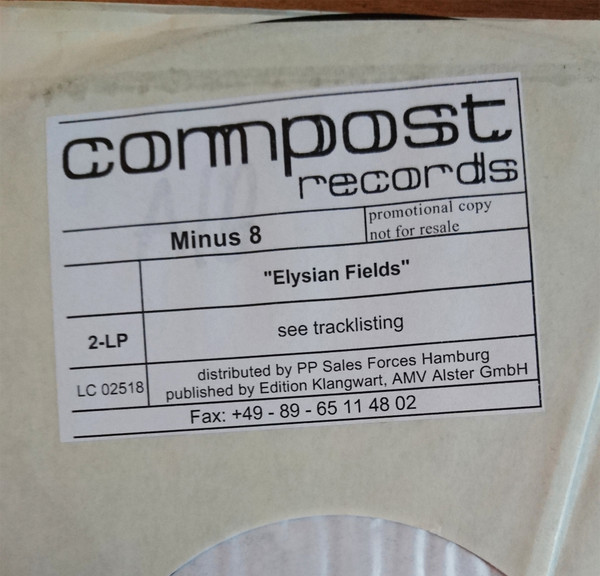 compost
records
Minus 8
promotional copy
not for resale
"Elysian Fields"
2-LP
see tracklisting
LC 02518
distributed by PP Sales Forces Hamburg
published by Edition Klangwart, AMV Alster GmbH
Fax: +49 - 89 - 65 11 48 02